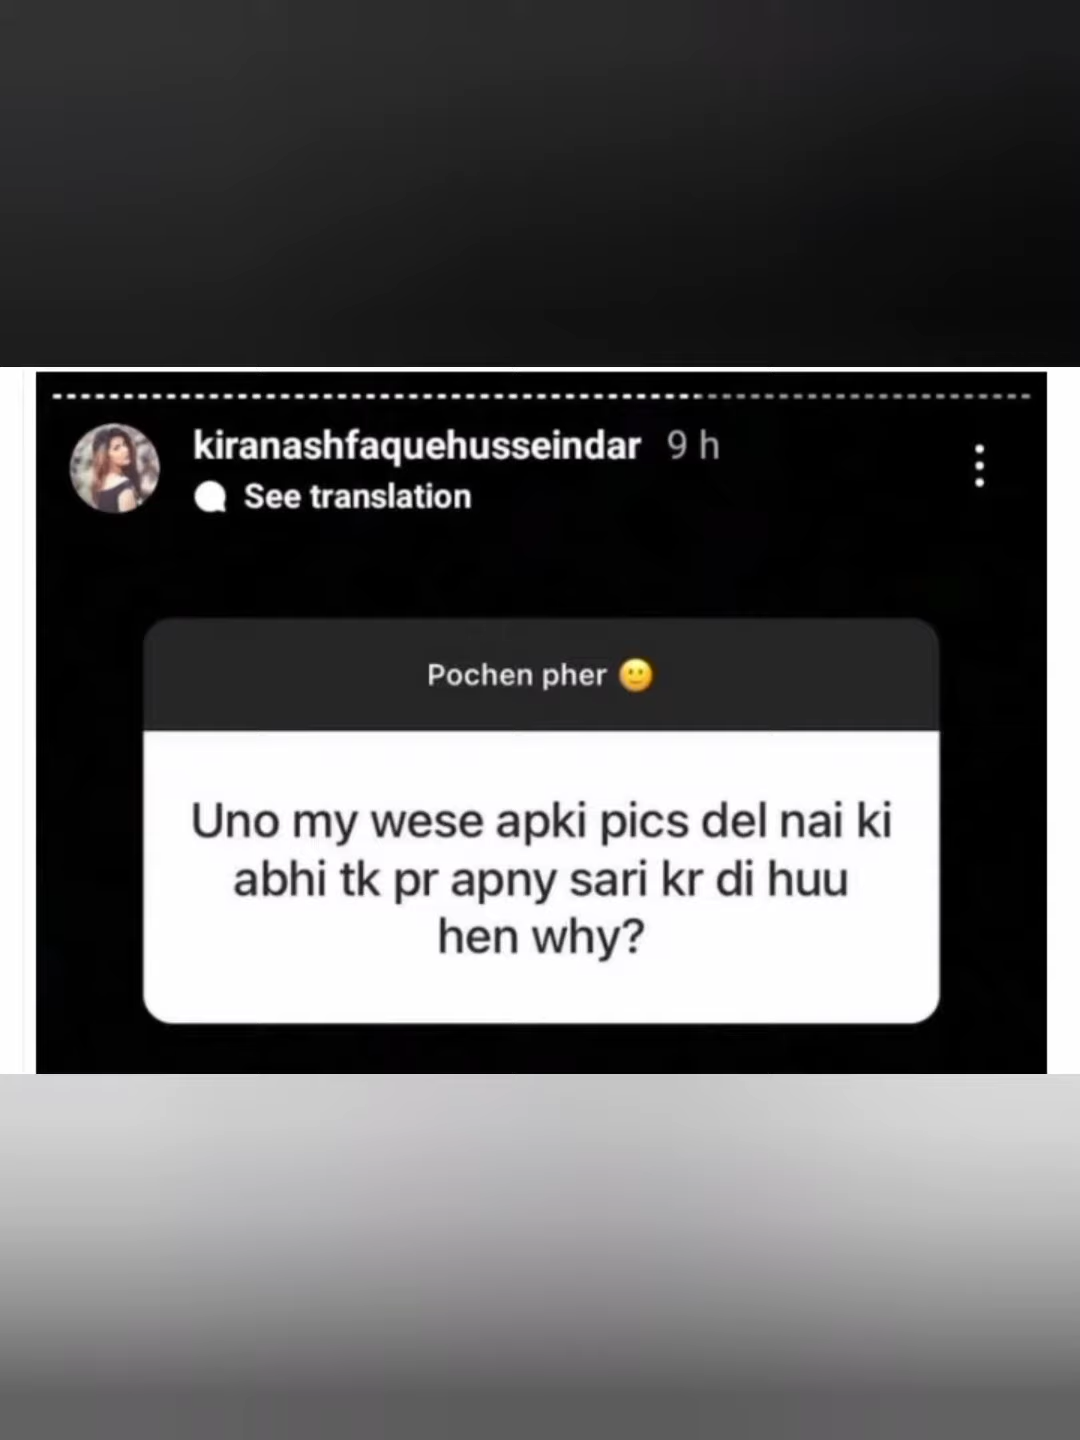 kiranashfaquehusseindar 9 h
See translation
Pochen pher 🙂
Uno my wese apki pics del nai ki
abhi tk pr apny sari kr di huu
hen why?